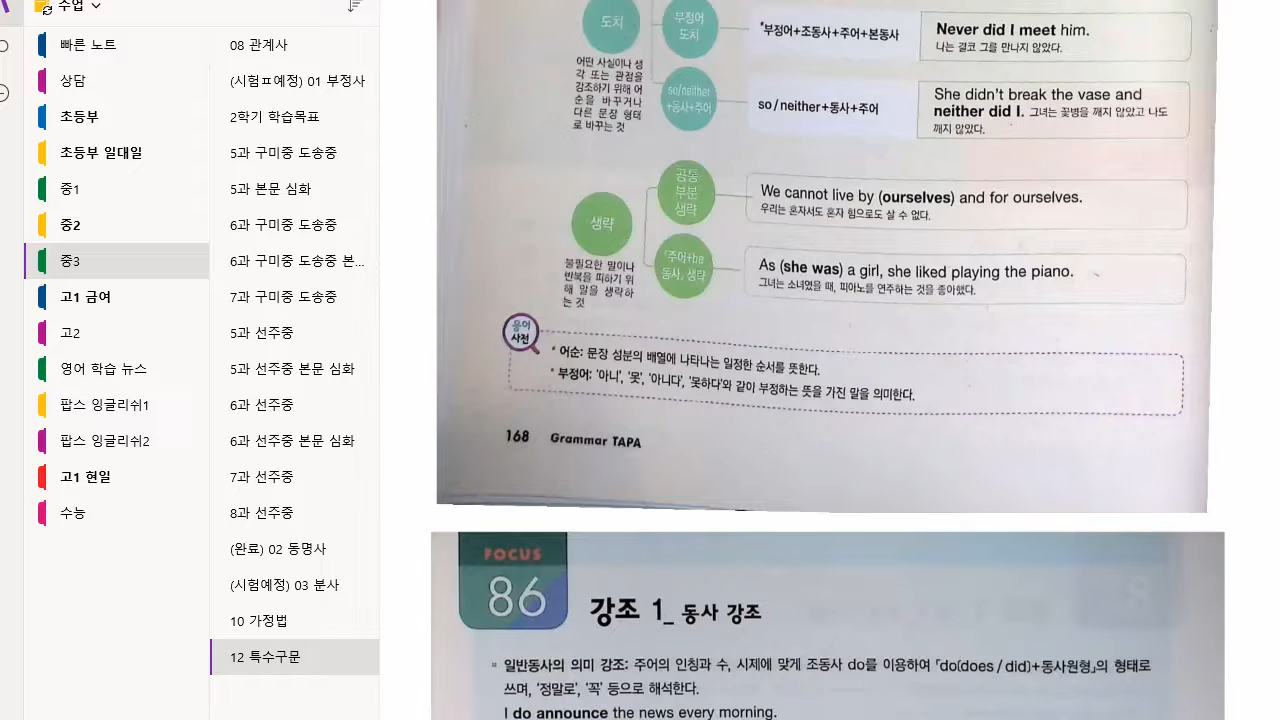 수업
빠른 노트
상담
초등부
초등부 일대일
중1
중2
중3
고1 금여
고2
영어 학습 뉴스
팝스 잉글리쉬1
팝스 잉글리쉬2
고1 현일
수능
08 관계사
(시험ㅍ예정) 01 부정사
2학기 학습목표
5과 구미중 도송중
5과 본문 심화
6과 구미중 도송중
6과 구미중 도송중 본...
7과 구미중 도송중
5과 선주중
5과 선주중 본문 심화
6과 선주중
6과 선주중 본문 심화
7과 선주중
8과 선주중
(완료) 02 동명사
(시험예정) 03 분사
10 가정법
12 특수구문
도치
어떤 사실이나 생
각 또는 관점을
강조하기 위해 어
순을 바꾸거나
다른 문장 형태
로 바꾸는 것
부정어
도치
*부정어+조동사+주어+본동사
Never did I meet him.
나는 결코 그를 만나지 않았다.
so/neither
+동사+주어
so / neither+동사+주어
She didn't break the vase and
neither did I. 그녀는 꽃병을 깨지 않았고 나도
깨지 않았다.
생략
불필요한 말이나
반복을 피하기 위
해 말을 생략하
는 것
공통
부분
생략
We cannot live by (ourselves) and for ourselves.
우리는 혼자서도 혼자 힘으로도 살 수 없다.
「주어+be
동사」 생략
As (she was) a girl, she liked playing the piano.
그녀는 소녀였을 때, 피아노를 연주하는 것을 좋아했다.
용어
사전
* 어순: 문장 성분의 배열에 나타나는 일정한 순서를 뜻한다.
* 부정어: '아니', '못', '아니다', '못하다'와 같이 부정하는 뜻을 가진 말을 의미한다.
168 Grammar TAPA
FOCUS
86
강조 1_ 동사 강조
일반동사의 의미 강조: 주어의 인칭과 수, 시제에 맞게 조동사 do를 이용하여 「do(does / did)+동사원형」의 형태로
쓰며, '정말로', '꼭' 등으로 해석한다.
I do announce the news every morning.